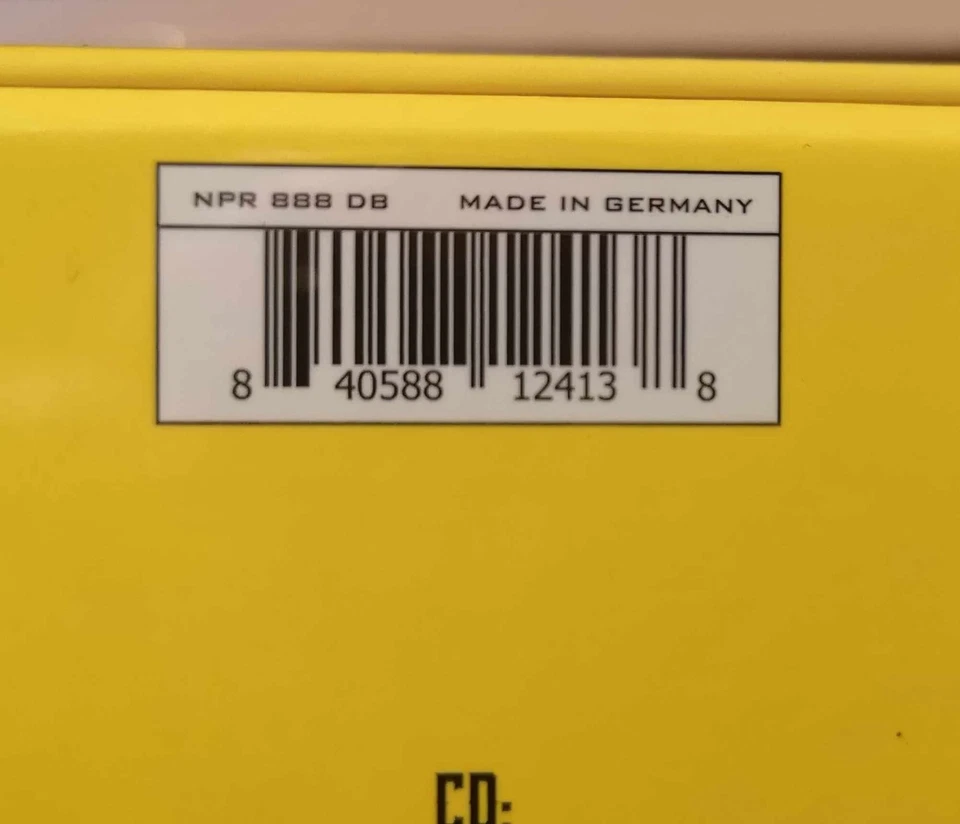 NPR 888 DB MADE IN GERMANY
8 40588 12413 8
CD: